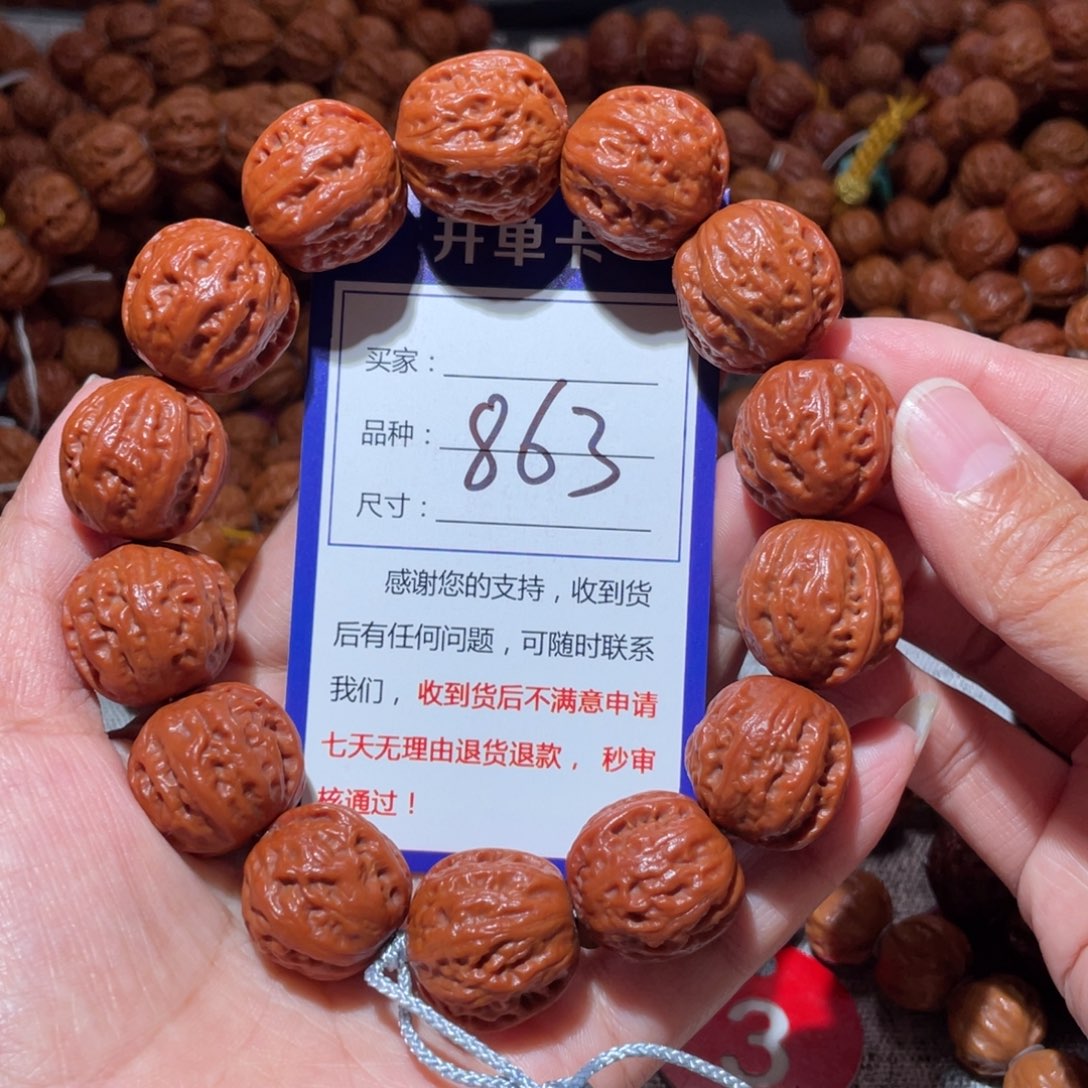 开单卡
买家：
品种：
863
尺寸：
感谢您的支持，收到货
后有任何问题，可随时联系
我们，收到货后不满意申请
七天无理由退货退款，秒审
核通过！
3